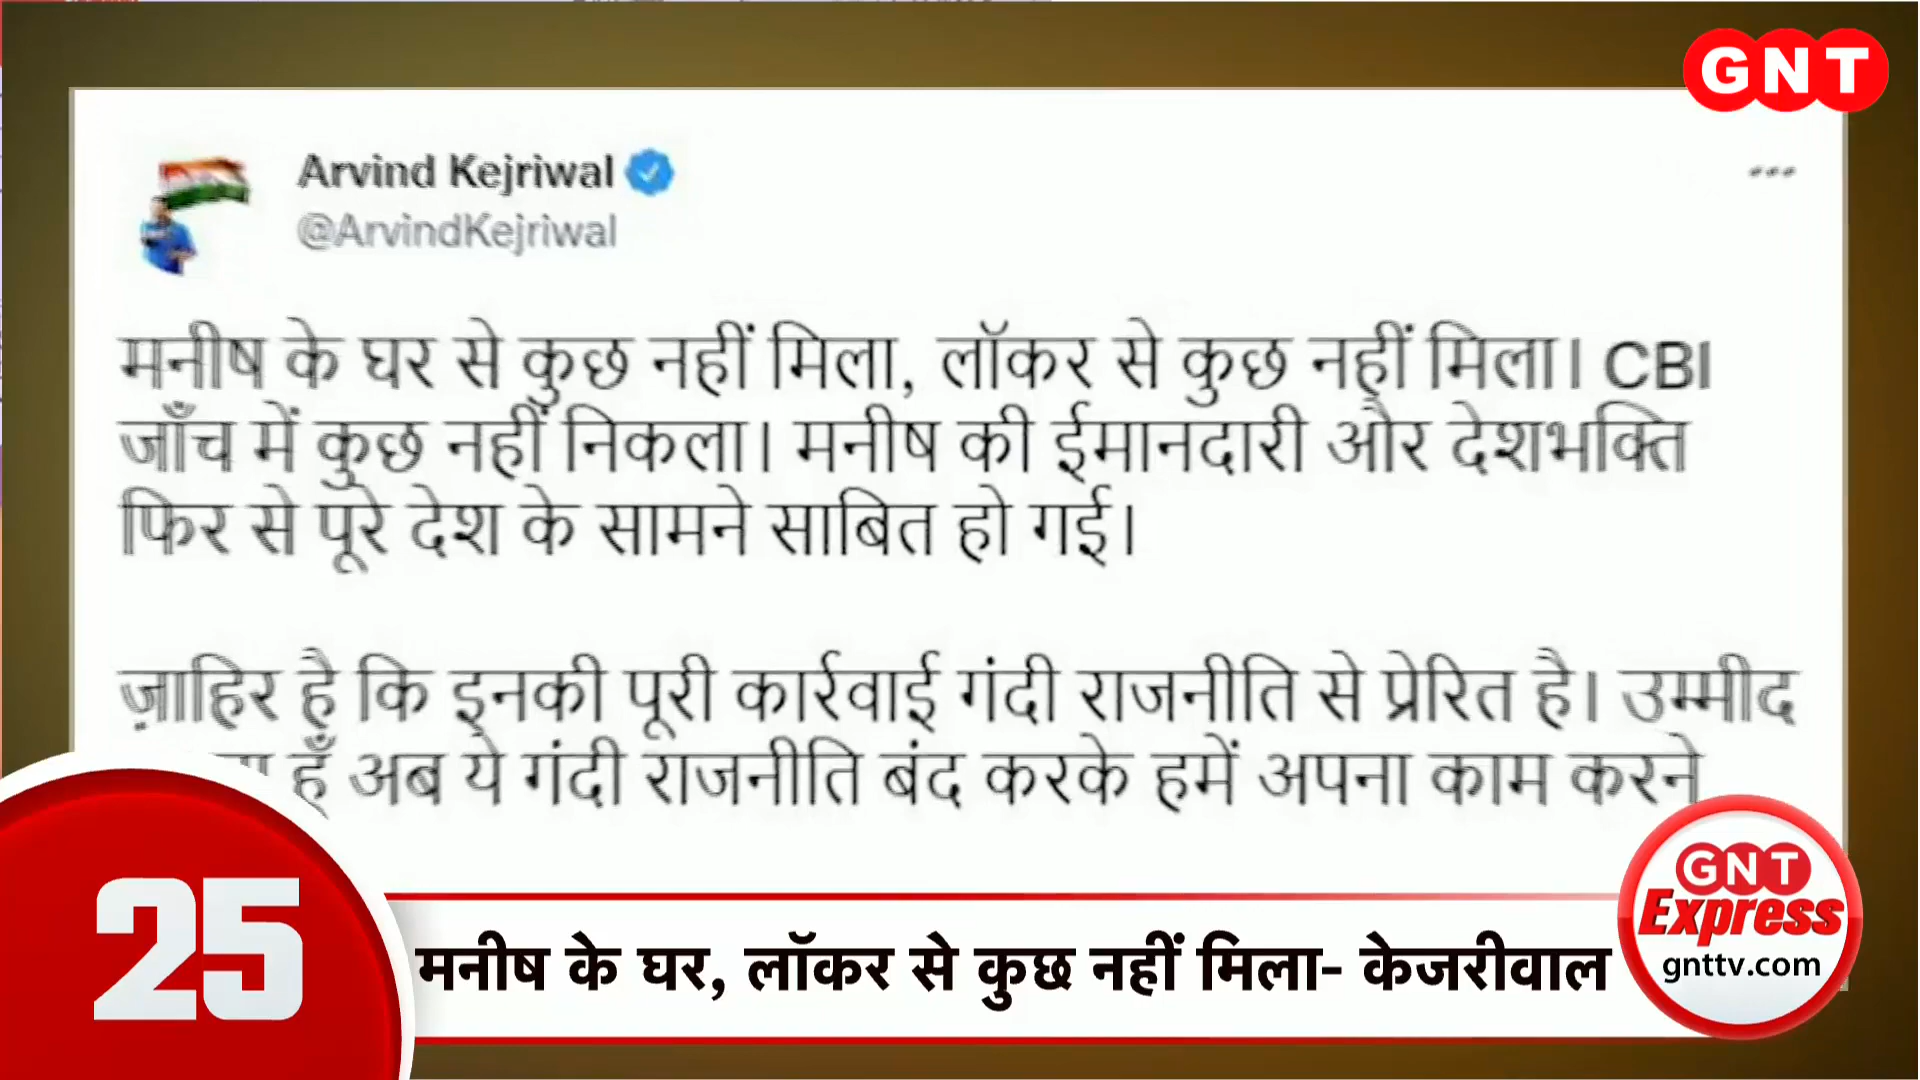 GNT
Arvind Kejriwal
@ArvindKejriwal
मनीष के घर से कुछ नहीं मिला, लॉकर से कुछ नहीं मिला। CBI
जाँच में कुछ नहीं निकला। मनीष की ईमानदारी और देशभक्ति
फिर से पूरे देश के सामने साबित हो गई।
ज़ाहिर है कि इनकी पूरी कार्रवाई गंदी राजनीति से प्रेरित है। उम्मीद
हूँ अब ये गंदी राजनीति बंद करके हमें अपना काम करने
25
मनीष के घर, लॉकर से कुछ नहीं मिला- केजरीवाल
GNT
Express
gnttv.com